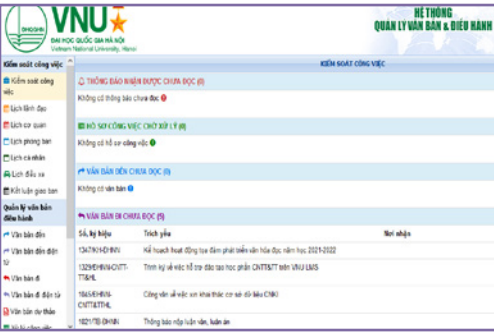 VNU
ĐẠI HỌC QUỐC GIA HÀ NỘI
Vietnam National University, Hanoi
HỆ THỐNG
QUẢN LÝ VĂN BẢN & ĐIỀU HÀNH
Kiểm soát công việc
KIỂM SOÁT CÔNG VIỆC
Kiểm soát công
việc
Lịch lãnh đạo
Lịch cơ quan
Lịch phòng ban
Lịch cá nhân
Lịch điều xe
Kết luận giao ban
Quản lý văn bản
điều hành
Văn bản đến
Văn bản đến điện
tử
Văn bản đi
Văn bản đi điện tử
Văn bản dự thảo
THÔNG BÁO NHẬN ĐƯỢC CHƯA ĐỌC (0)
Không có thông báo chưa đọc
HỒ SƠ CÔNG VIỆC CHỜ XỬ LÝ (0)
Không có hồ sơ công việc
VĂN BẢN ĐẾN CHƯA ĐỌC (0)
Không có văn bản
VĂN BẢN ĐI CHƯA ĐỌC (5)
Số, ký hiệu Trích yếu Nơi nhận
1347/KH-ĐHNN Kế hoạch hoạt động tọa đàm phát triển văn hóa đọc năm học 2021-2022
1329/ĐHNN-CNTT-
TT&HL Trình ký về việc hỗ trợ đào tạo học phần CNTT&TT trên VNU LMS
1045/ĐHNN-
CNTT&TTHL Công văn về việc xin khai thác cơ sở dữ liệu CNKI
1021/TB-ĐHNN Thông báo nộp luận văn, luận án